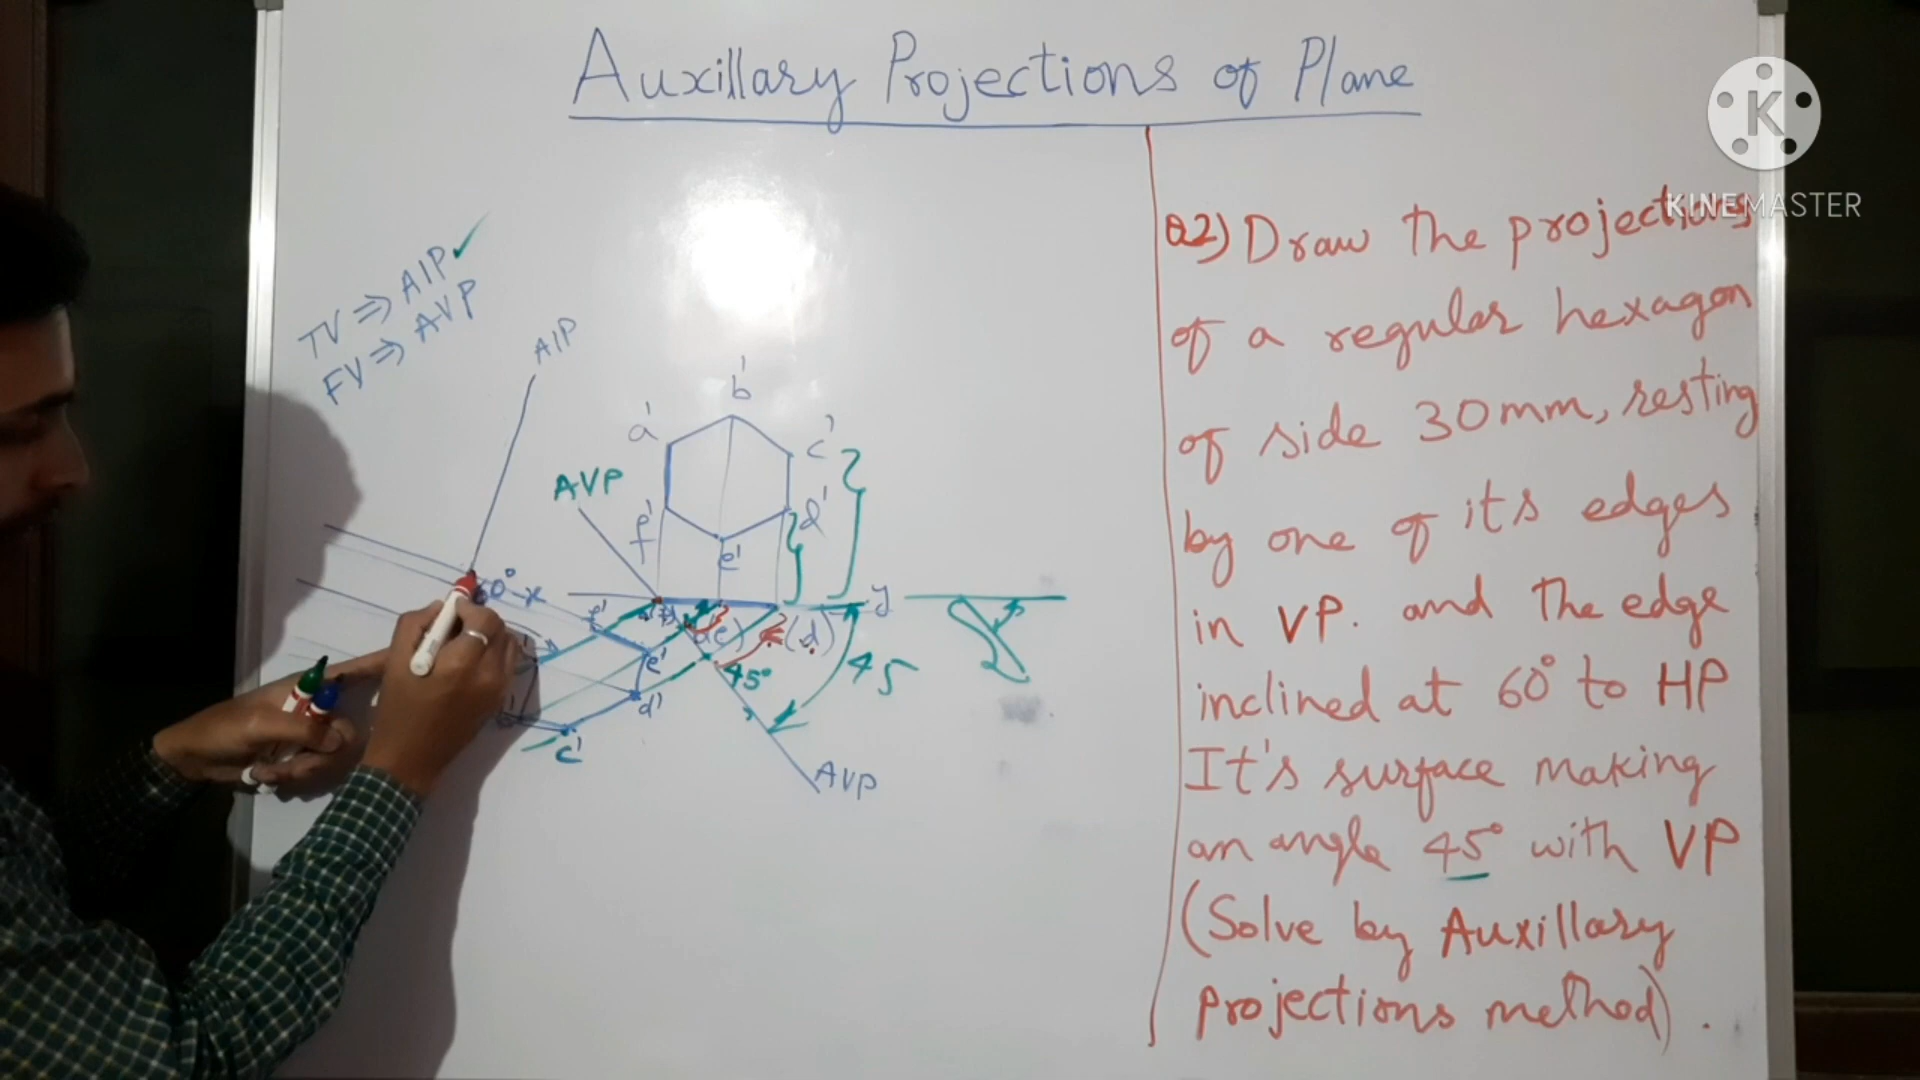 Auxillary Projections of Plane
K
KINEMASTER
TV ⇒ AIP ✓
FV ⇒ AVP
AIP
AVP
a'
b'
c'
f'
d'
e'
60°
x
y
f'
(e)
(d)
e'
d'
c'
45°
45
AVP
Q2) Draw the projections
of a regular hexagon
of side 30mm, resting
by one of its edges
in VP. and The edge
inclined at 60° to HP
It's surface making
an angle 45° with VP
(Solve by Auxillary
projections method).